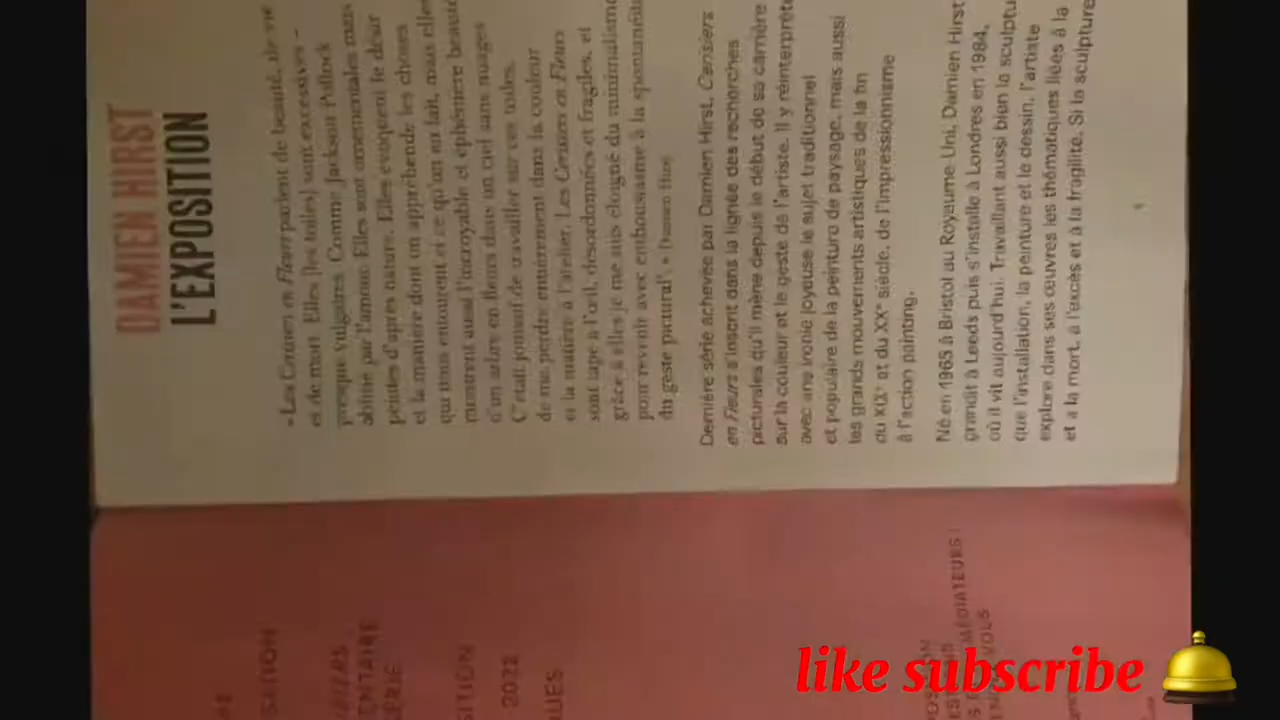 DAMIEN HIRST
L'EXPOSITION
« Les Cerisiers en Fleurs parlent de beauté, de vie
et de mort. Elles [les toiles] sont excessives –
presque vulgaires. Comme Jackson Pollock
abîmé par l'amour. Elles sont ornementales mais
peintes d'après nature. Elles évoquent le désir
et la manière dont on appréhende les choses
qui nous entourent et ce qu'on en fait, mais elles
montrent aussi l'incroyable et éphémère beauté
d'un arbre en fleurs dans un ciel sans nuages
C'était jouissif de travailler sur ces toiles,
de me perdre entièrement dans la couleur
et la matière à l'atelier. Les Cerisiers en Fleurs
sont tape à l'œil, désordonnés et fragiles, et
grâce à elles je me suis éloigné du minimalisme
pour revenir avec enthousiasme à la spontanéité
du geste pictural. » Damien Hirst
Dernière série achevée par Damien Hirst, Cerisiers
en Fleurs s'inscrit dans la lignée des recherches
picturales qu'il mène depuis le début de sa carrière
sur la couleur et le geste de l'artiste. Il y réinterprète
avec une ironie joyeuse le sujet traditionnel
et populaire de la peinture de paysage, mais aussi
les grands mouvements artistiques de la fin
du XIXe et du XXe siècle, de l'impressionnisme
à l'action painting.
Né en 1965 à Bristol au Royaume Uni, Damien Hirst
grandit à Leeds puis s'installe à Londres en 1984,
où il vit aujourd'hui. Travaillant aussi bien la sculptu
que l'installation, la peinture et le dessin, l'artiste
explore dans ses œuvres les thématiques liées à la
et à la mort, à l'excès et à la fragilité. Si la sculpture
SATION
ENTAIRE
SITION
2022
QUES
MÉDIATEURS !
VOUS
like subscribe